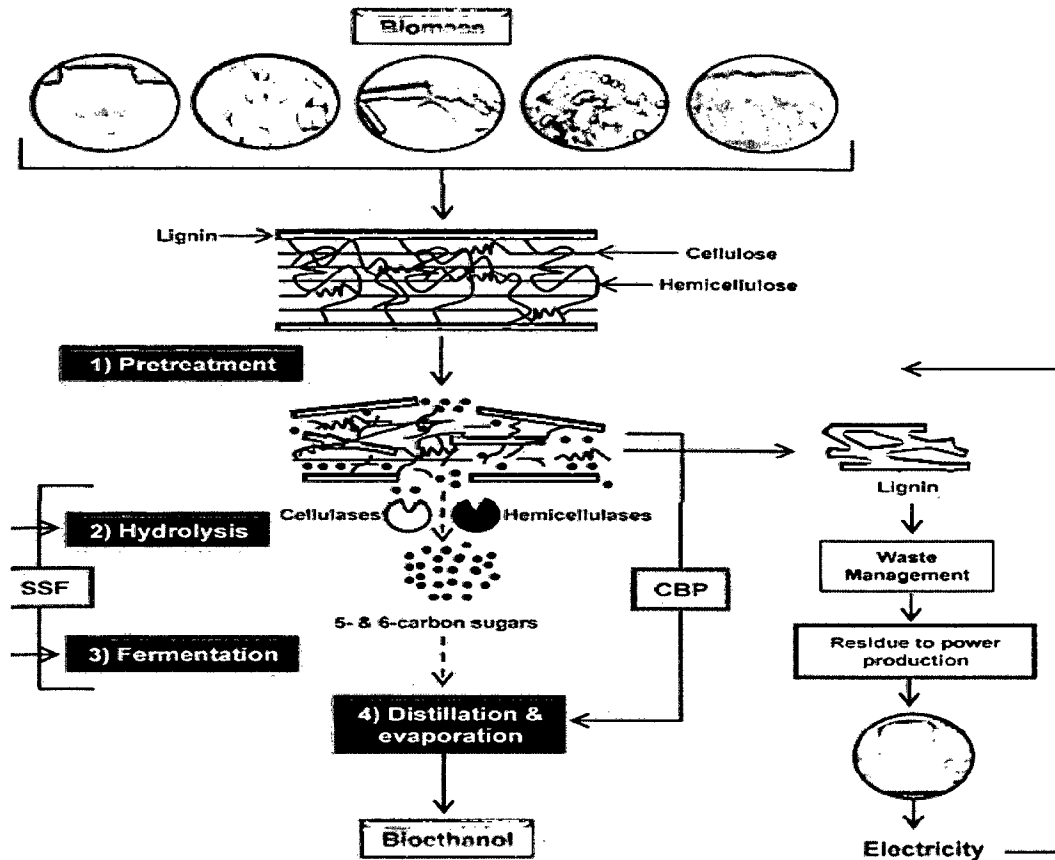 Biomass
Lignin
Cellulose
Hemicellulose
1) Pretreatment
Lignin
Cellulases
Hemicellulases
2) Hydrolysis
SSF
CBP
Waste
Management
5- & 6-carbon sugars
3) Fermentation
Residue to power
production
4) Distillation &
evaporation
Bioethanol
Electricity